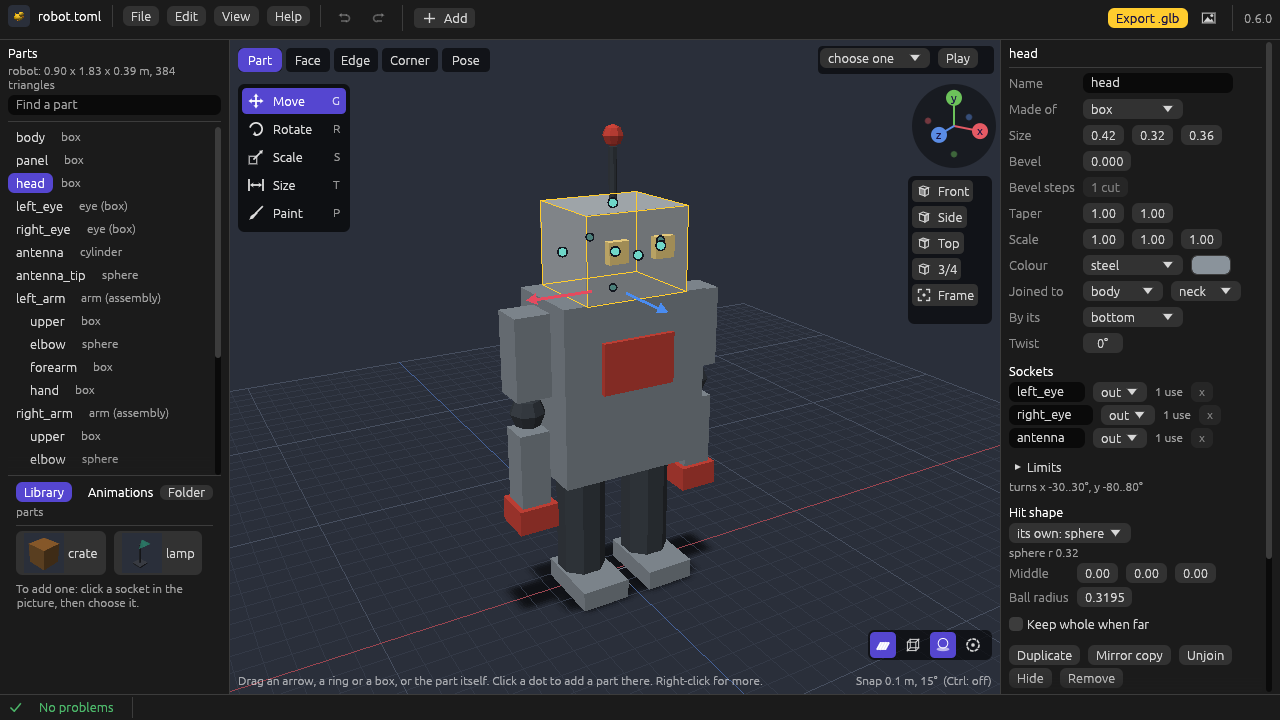 robot.toml File Edit View Help + Add Export .glb 0.6.0
Parts
robot: 0.90 x 1.83 x 0.39 m, 384
triangles
Find a part
body box
panel box
head box
left_eye eye (box)
right_eye eye (box)
antenna cylinder
antenna_tip sphere
left_arm arm (assembly)
upper box
elbow sphere
forearm box
hand box
right_arm arm (assembly)
upper box
elbow sphere
Library Animations Folder
parts
crate lamp
To add one: click a socket in the
picture, then choose it.
No problems
Part Face Edge Corner Pose
Move G
Rotate R
Scale S
Size T
Paint P
choose one Play
y
x
z
Front
Side
Top
3/4
Frame
Drag an arrow, a ring or a box, or the part itself. Click a dot to add a part there. Right-click for more.
Snap 0.1 m, 15° (Ctrl: off)
head
Name head
Made of box
Size 0.42 0.32 0.36
Bevel 0.000
Bevel steps 1 cut
Taper 1.00 1.00
Scale 1.00 1.00 1.00
Colour steel
Joined to body neck
By its bottom
Twist 0°
Sockets
left_eye out 1 use x
right_eye out 1 use x
antenna out 1 use x
Limits
turns x -30..30°, y -80..80°
Hit shape
its own: sphere
sphere r 0.32
Middle 0.00 0.00 0.00
Ball radius 0.3195
Keep whole when far
Duplicate Mirror copy Unjoin
Hide Remove